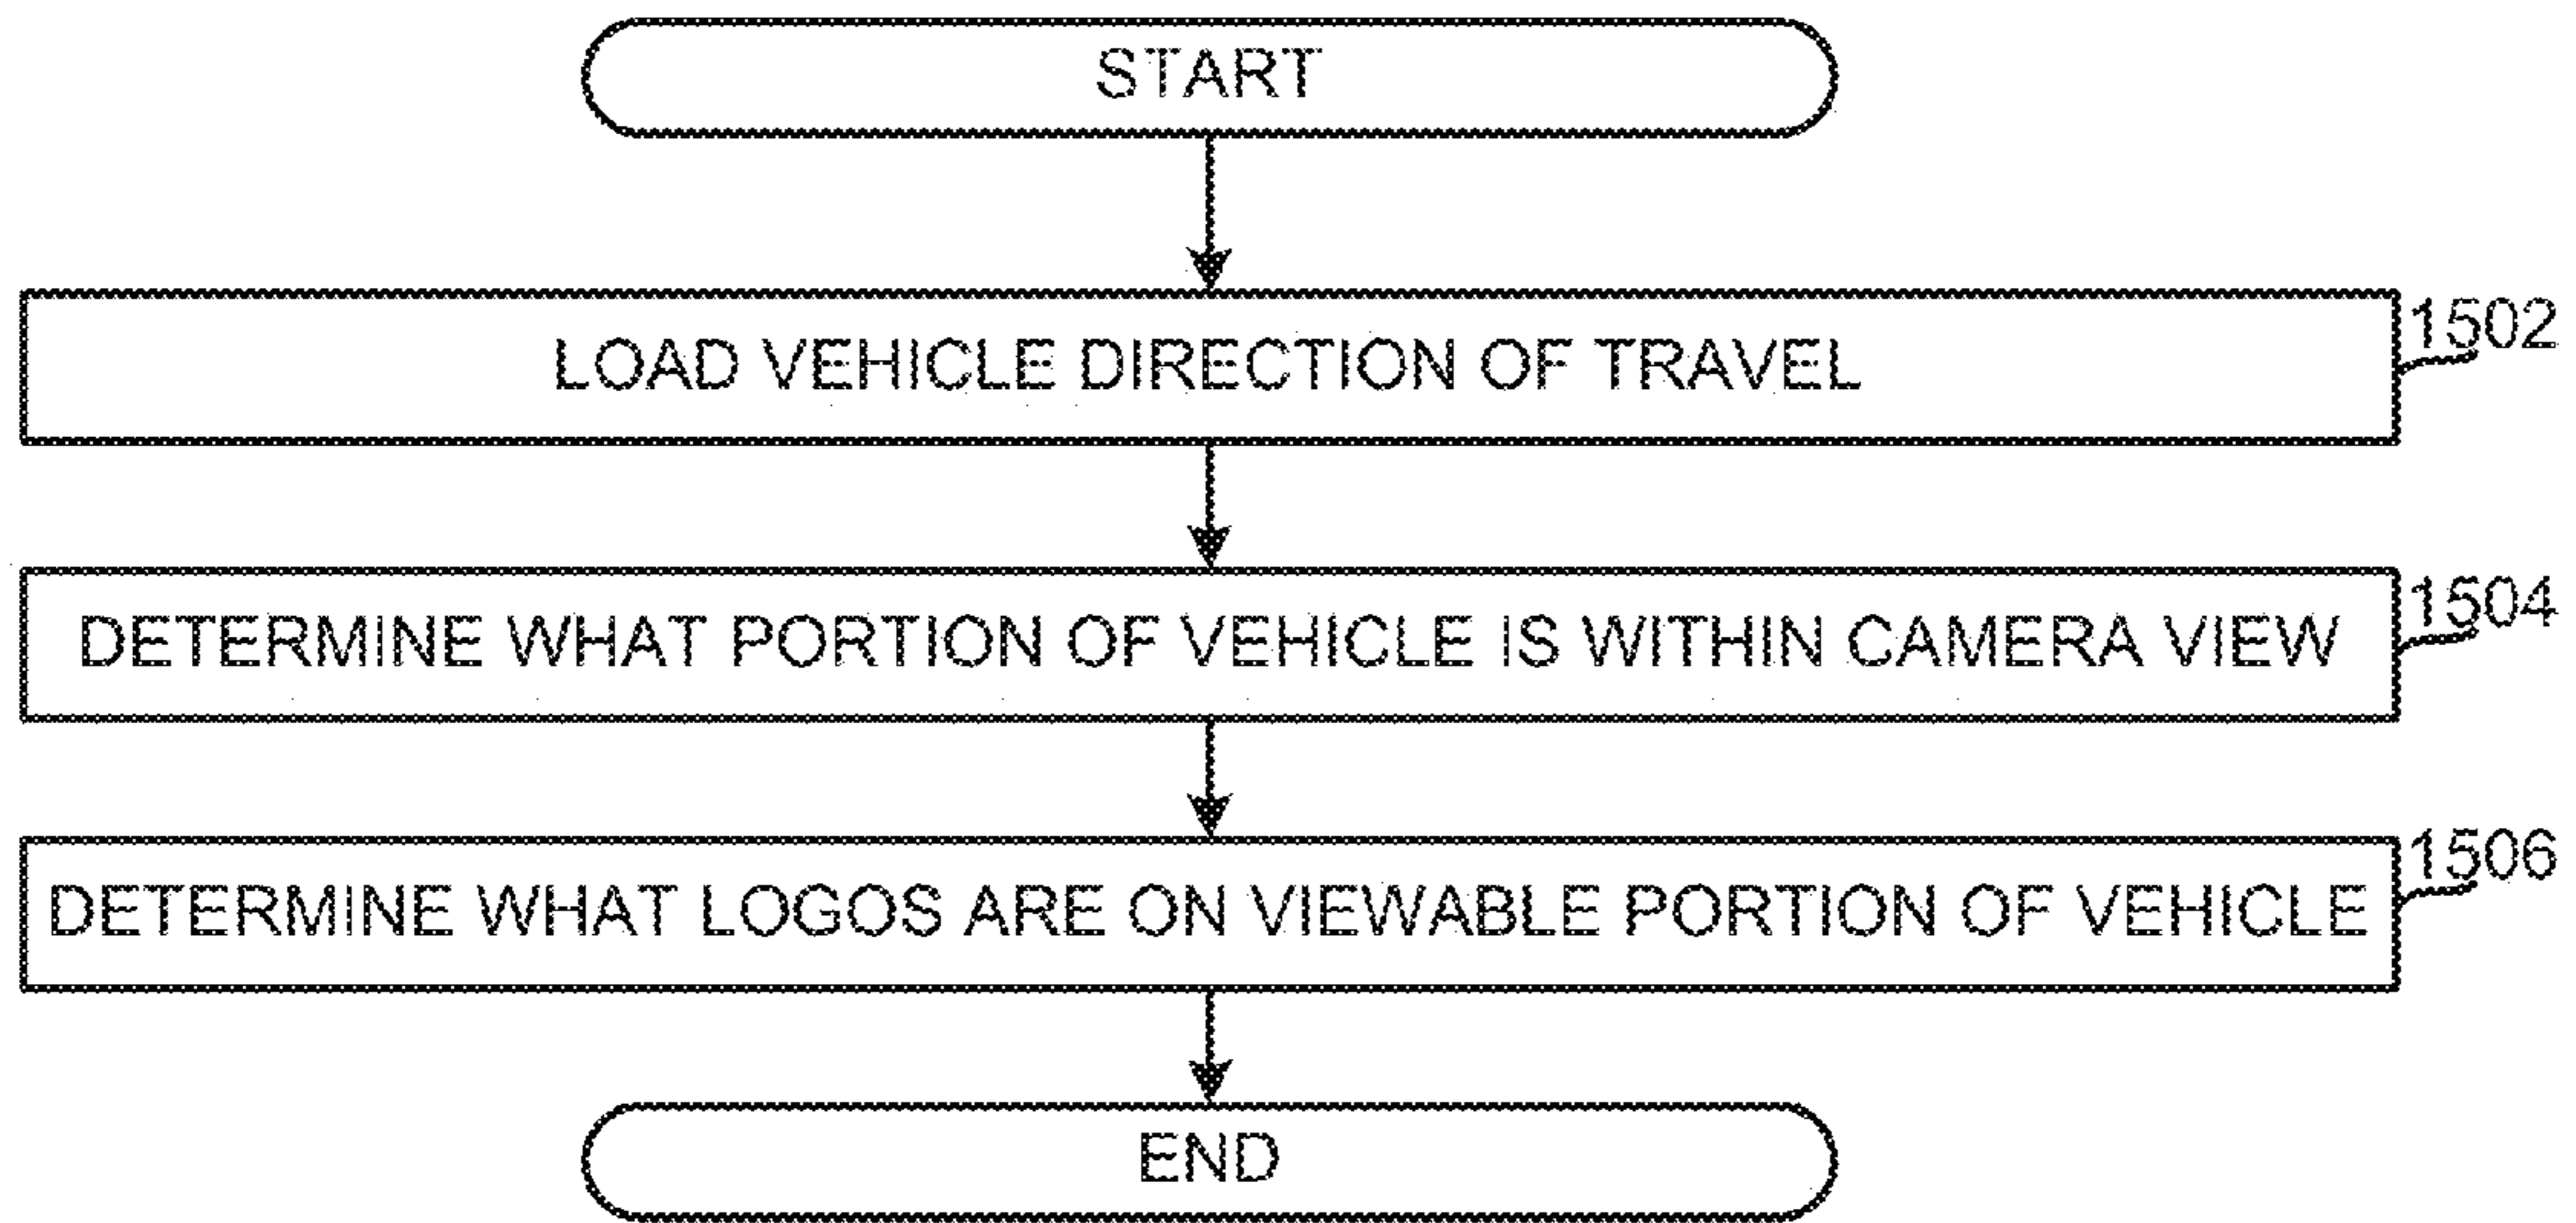 START
1502
LOAD VEHICLE DIRECTION OF TRAVEL
1504
DETERMINE WHAT PORTION OF VEHICLE IS WITHIN CAMERA VIEW
1506
DETERMINE WHAT LOGOS ARE ON VIEWABLE PORTION OF VEHICLE
END